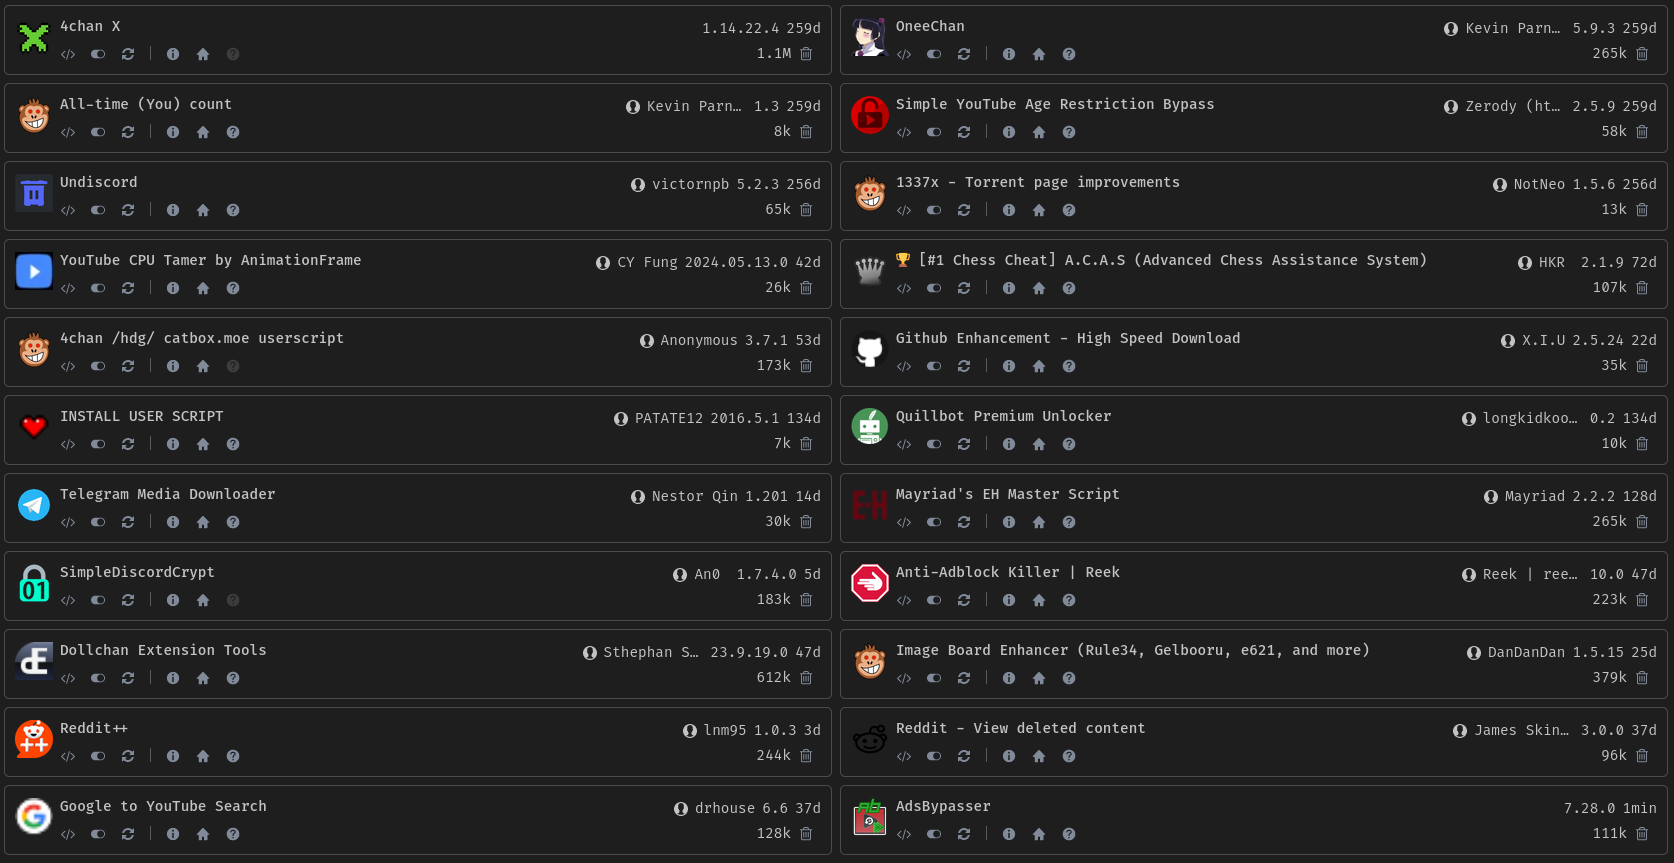 4chan X
1.14.22.4 259d
1.1M
OneeChan
Kevin Parn… 5.9.3 259d
265k
All-time (You) count
Kevin Parn… 1.3 259d
8k
Simple YouTube Age Restriction Bypass
Zerody (ht… 2.5.9 259d
58k
Undiscord
victornpb 5.2.3 256d
65k
1337x - Torrent page improvements
NotNeo 1.5.6 256d
13k
YouTube CPU Tamer by AnimationFrame
CY Fung 2024.05.13.0 42d
26k
🏆 [#1 Chess Cheat] A.C.A.S (Advanced Chess Assistance System)
HKR 2.1.9 72d
107k
4chan /hdg/ catbox.moe userscript
Anonymous 3.7.1 53d
173k
Github Enhancement - High Speed Download
X.I.U 2.5.24 22d
35k
INSTALL USER SCRIPT
PATATE12 2016.5.1 134d
7k
Quillbot Premium Unlocker
longkidkoo… 0.2 134d
10k
Telegram Media Downloader
Nestor Qin 1.201 14d
30k
E-H
Mayriad's EH Master Script
Mayriad 2.2.2 128d
265k
01
SimpleDiscordCrypt
An0 1.7.4.0 5d
183k
Anti-Adblock Killer | Reek
Reek | ree… 10.0 47d
223k
dE
Dollchan Extension Tools
Sthephan S… 23.9.19.0 47d
612k
Image Board Enhancer (Rule34, Gelbooru, e621, and more)
DanDanDan 1.5.15 25d
379k
++
Reddit++
lnm95 1.0.3 3d
244k
Reddit - View deleted content
James Skin… 3.0.0 37d
96k
G
Google to YouTube Search
drhouse 6.6 37d
128k
Ab
AdsBypasser
7.28.0 1min
111k